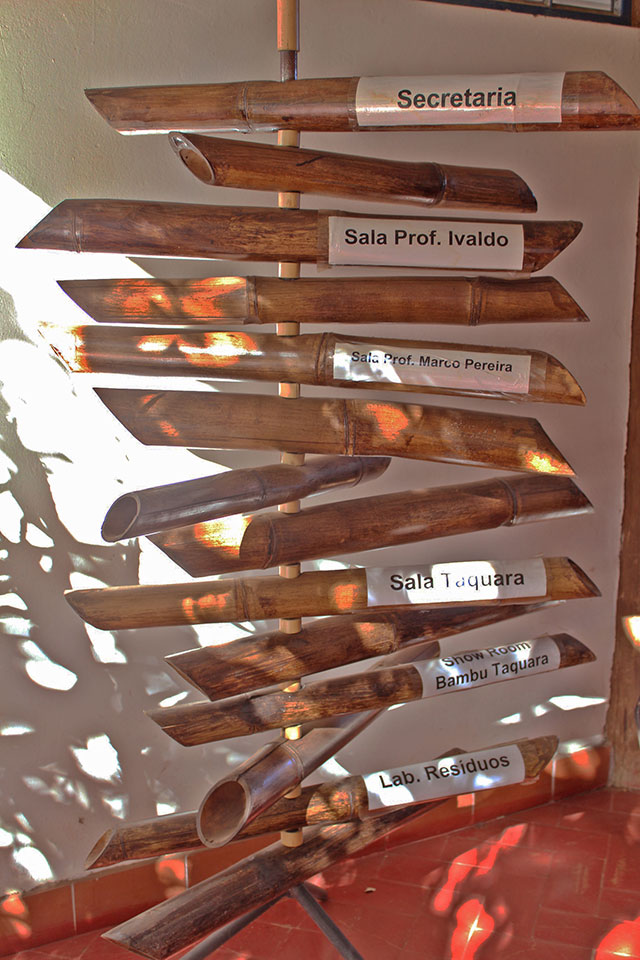 Secretaria
Sala Prof. Ivaldo
Sala Prof. Marco Pereira
Sala Taquara
Show Room
Bambu Taquara
Lab. Resíduos